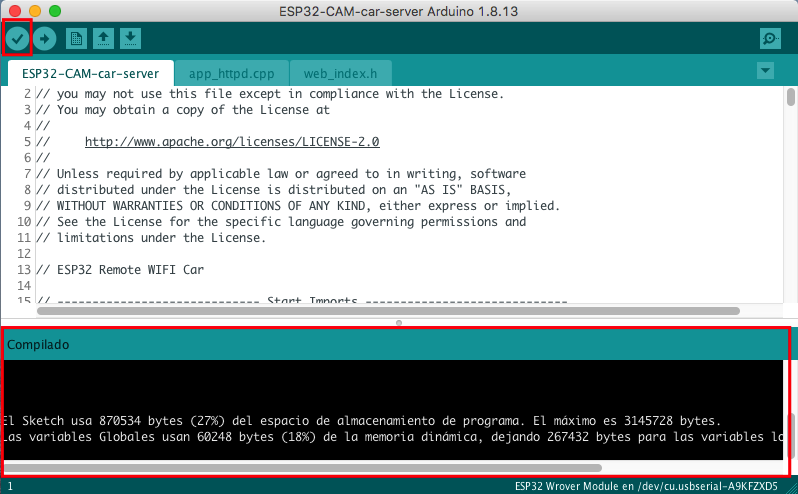 ESP32-CAM-car-server Arduino 1.8.13
ESP32-CAM-car-server app_httpd.cpp web_index.h
2 // you may not use this file except in compliance with the License.
3 // You may obtain a copy of the License at
4 //
5 //     http://www.apache.org/licenses/LICENSE-2.0
6 //
7 // Unless required by applicable law or agreed to in writing, software
8 // distributed under the License is distributed on an "AS IS" BASIS,
9 // WITHOUT WARRANTIES OR CONDITIONS OF ANY KIND, either express or implied.
10 // See the License for the specific language governing permissions and
11 // limitations under the License.
12
13 // ESP32 Remote WIFI Car
14
15 // ----------------------------- Start Imports -----------------------------
Compilado
El Sketch usa 870534 bytes (27%) del espacio de almacenamiento de programa. El máximo es 3145728 bytes.
Las variables Globales usan 60248 bytes (18%) de la memoria dinámica, dejando 267432 bytes para las variables lo
1 ESP32 Wrover Module en /dev/cu.usbserial-A9KFZXD5